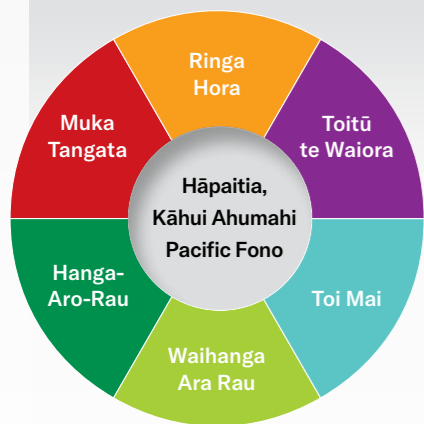 Ringa
Hora
Toitū
te Waiora
Toi Mai
Waihanga
Ara Rau
Hanga-
Aro-Rau
Muka
Tangata
Hāpaitia,
Kāhui Ahumahi
Pacific Fono